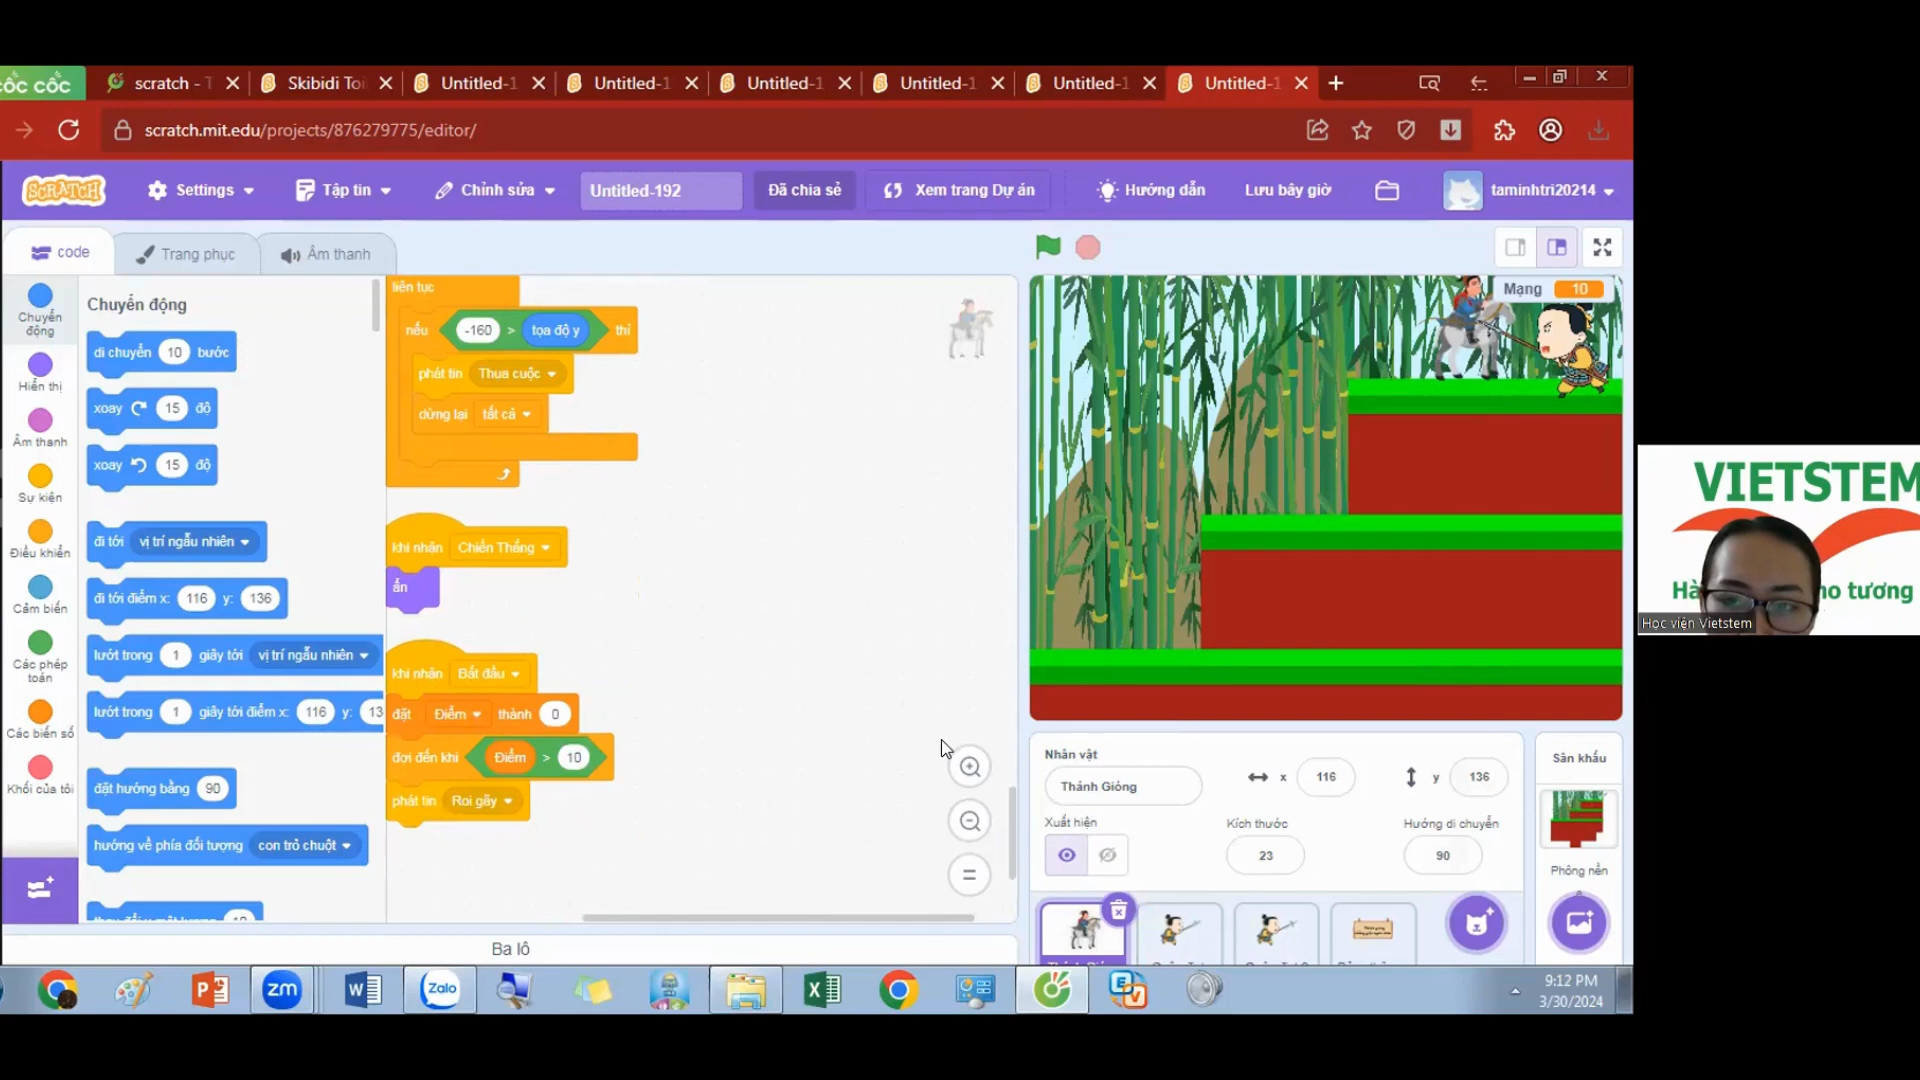 cốc cốc
scratch - T
Skibidi Toi
Untitled-1
Untitled-1
Untitled-1
Untitled-1
Untitled-1
Untitled-1
scratch.mit.edu/projects/876279775/editor/
SCRATCH
Settings
Tập tin
Chỉnh sửa
Untitled-192
Đã chia sẻ
Xem trang Dự án
Hướng dẫn
Lưu bây giờ
taminhtri20214
code
Trang phục
Âm thanh
Chuyển động
Hiển thị
Âm thanh
Sự kiện
Điều khiển
Cảm biến
Các phép toán
Các biến số
Khối của tôi
Chuyển động
di chuyển 10 bước
xoay 15 độ
xoay 15 độ
đi tới vị trí ngẫu nhiên
đi tới điểm x: 116 y: 136
lướt trong 1 giây tới vị trí ngẫu nhiên
lướt trong 1 giây tới điểm x: 116 y: 13
đặt hướng bằng 90
hướng về phía đối tượng con trỏ chuột
liên tục
nếu -160 > tọa độ y thì
phát tin Thua cuộc
dừng lại tất cả
khi nhận Chiến Thắng
ẩn
khi nhận Bắt đầu
đặt Điểm thành 0
đợi đến khi Điểm > 10
phát tin Roi gãy
Ba lô
Mạng 10
Nhân vật
Thánh Gióng
x 116
y 136
Xuất hiện
Kích thước
23
Hướng di chuyển
90
Sân khấu
Phông nền
VIETSTEM
Học viện Vietstem
zm
Zalo
9:12 PM
3/30/2024